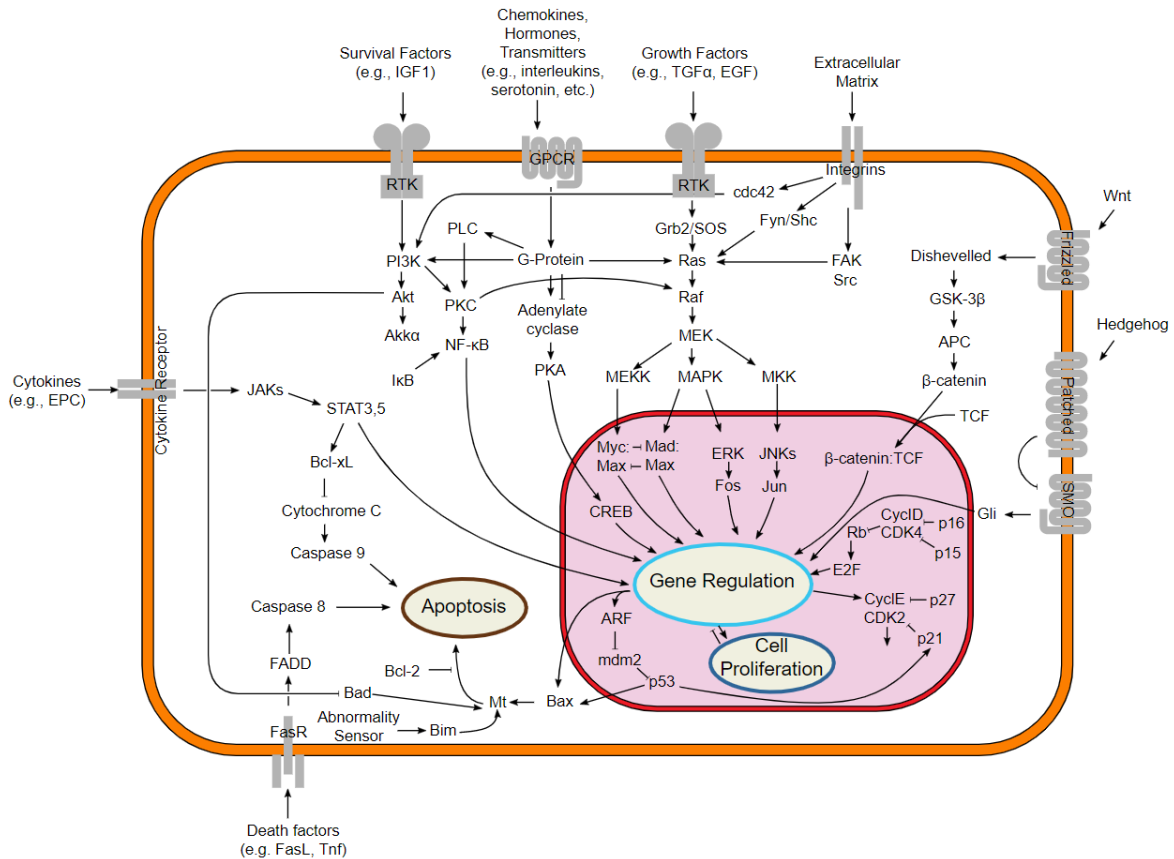 Chemokines,
Hormones,
Transmitters
(e.g., interleukins,
serotonin, etc.)
Survival Factors
(e.g., IGF1)
Growth Factors
(e.g., TGFα, EGF)
Extracellular
Matrix
RTK
GPCR
RTK
Integrins
cdc42
Wnt
PLC
Grb2/SOS
Fyn/Shc
Frizzled
PI3K
G-Protein
Ras
FAK
Src
Dishevelled
Akt
PKC
Raf
GSK-3β
Adenylate
cyclase
Akkα
NF-κB
MEK
APC
Hedgehog
IκB
PKA
MEKK
MAPK
MKK
β-catenin
Cytokines
(e.g., EPC)
Cytokine Receptor
JAKs
STAT3,5
TCF
Patched
Myc:
Max
Mad:
Max
ERK
JNKs
β-catenin:TCF
Bcl-xL
Fos
Jun
SMO
Cytochrome C
CREB
Gli
CyclD
CDK4
p16
Rb
p15
Caspase 9
E2F
Gene Regulation
Caspase 8
Apoptosis
ARF
CyclE
CDK2
p27
p21
FADD
Bcl-2
mdm2
Cell
Proliferation
Bad
p53
Mt
Bax
Abnormality
Sensor
Bim
FasR
Death factors
(e.g. FasL, Tnf)